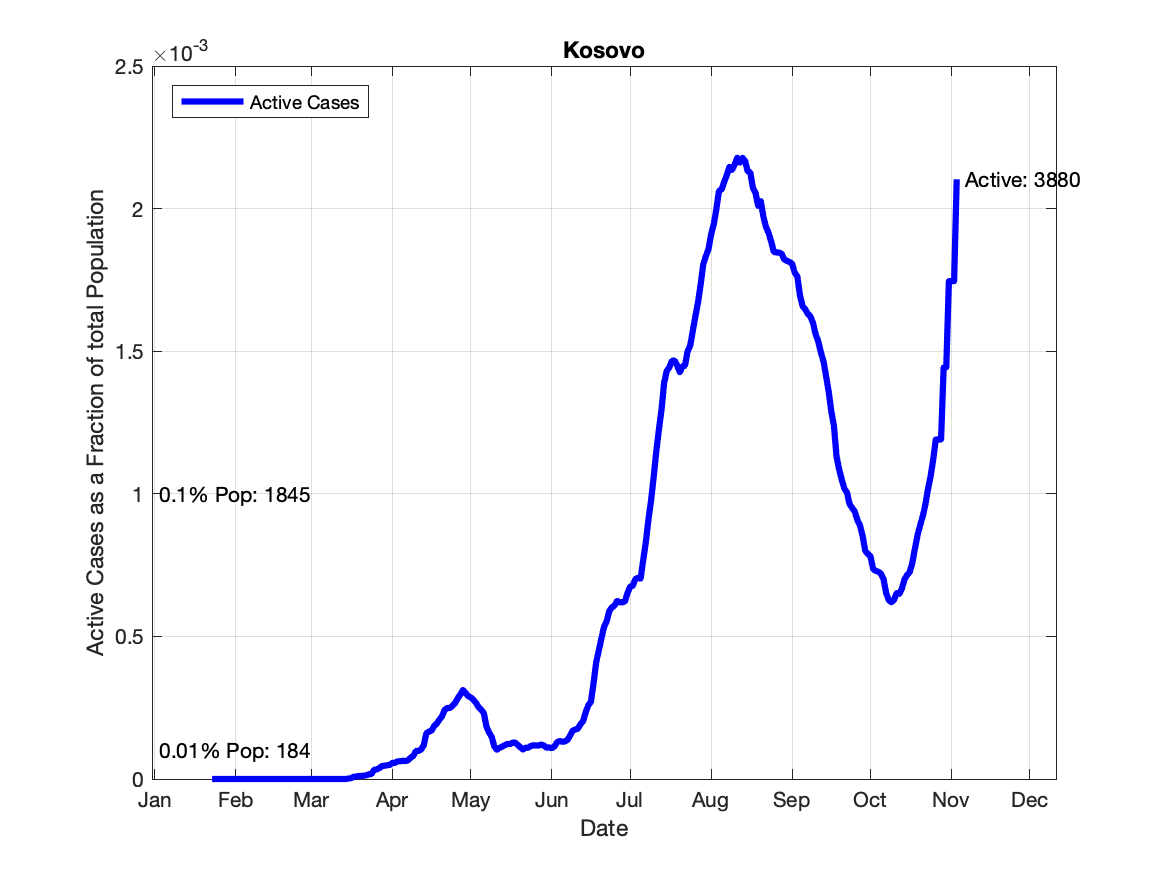 Kosovo
×10-3
2.5
2
1.5
1
0.5
0
Active Cases
Active: 3880
0.1% Pop: 1845
0.01% Pop: 184
Active Cases as a Fraction of total Population
Jan Feb Mar Apr May Jun Jul Aug Sep Oct Nov Dec
Date